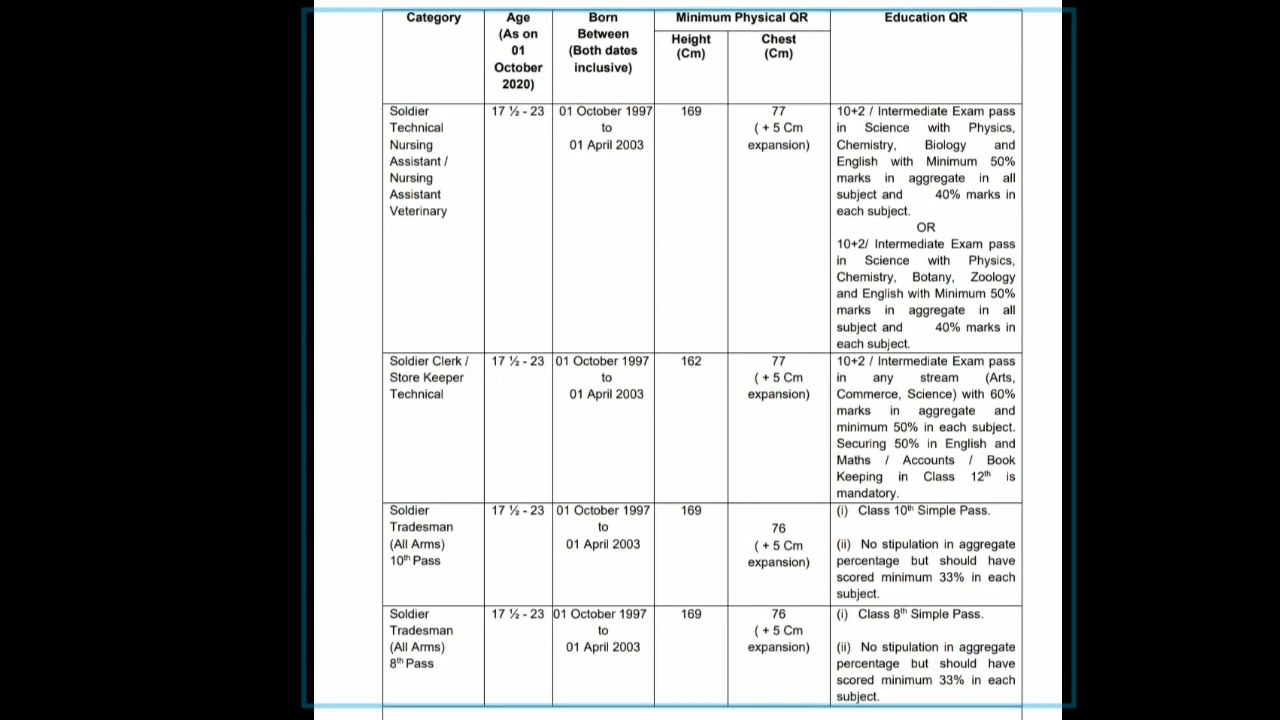 Category
Age
(As on
01
October
2020)
Born
Between
(Both dates
inclusive)
Minimum Physical QR
Height
(Cm)
Chest
(Cm)
Education QR
Soldier
Technical
Nursing
Assistant /
Nursing
Assistant
Veterinary
17 ½ - 23
01 October 1997
to
01 April 2003
169
77
( + 5 Cm
expansion)
10+2 / Intermediate Exam pass
in Science with Physics,
Chemistry, Biology and
English with Minimum 50%
marks in aggregate in all
subject and 40% marks in
each subject.
OR
10+2/ Intermediate Exam pass
in Science with Physics,
Chemistry, Botany, Zoology
and English with Minimum 50%
marks in aggregate in all
subject and 40% marks in
each subject.
Soldier Clerk /
Store Keeper
Technical
17 ½ - 23
01 October 1997
to
01 April 2003
162
77
( + 5 Cm
expansion)
10+2 / Intermediate Exam pass
in any stream (Arts,
Commerce, Science) with 60%
marks in aggregate and
minimum 50% in each subject.
Securing 50% in English and
Maths / Accounts / Book
Keeping in Class 12th is
mandatory.
Soldier
Tradesman
(All Arms)
10th Pass
17 ½ - 23
01 October 1997
to
01 April 2003
169
76
( + 5 Cm
expansion)
(i) Class 10th Simple Pass.
(ii) No stipulation in aggregate
percentage but should have
scored minimum 33% in each
subject.
Soldier
Tradesman
(All Arms)
8th Pass
17 ½ - 23
01 October 1997
to
01 April 2003
169
76
( + 5 Cm
expansion)
(i) Class 8th Simple Pass.
(ii) No stipulation in aggregate
percentage but should have
scored minimum 33% in each
subject.